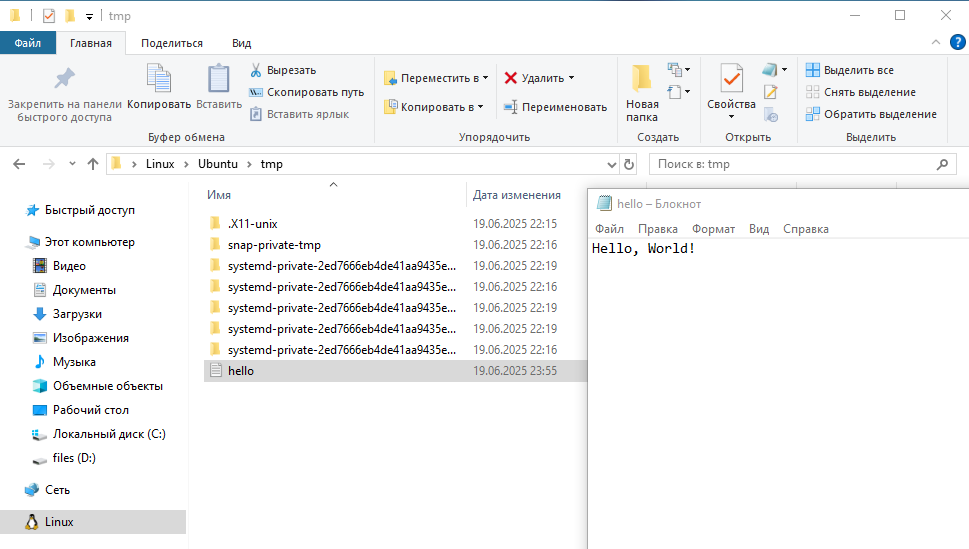 tmp
Файл
Главная
Поделиться
Вид
?
Закрепить на панели
быстрого доступа
Копировать
Вставить
Вырезать
Скопировать путь
Вставить ярлык
Буфер обмена
Переместить в
Копировать в
Удалить
Переименовать
Упорядочить
Новая
папка
Создать
Свойства
Открыть
Выделить все
Снять выделение
Обратить выделение
Выделить
Linux
Ubuntu
tmp
Поиск в: tmp
Быстрый доступ
Этот компьютер
Видео
Документы
Загрузки
Изображения
Музыка
Объемные объекты
Рабочий стол
Локальный диск (C:)
files (D:)
Сеть
Linux
Имя Дата изменения
.X11-unix 19.06.2025 22:15
snap-private-tmp 19.06.2025 22:16
systemd-private-2ed7666eb4de41aa9435e... 19.06.2025 22:19
systemd-private-2ed7666eb4de41aa9435e... 19.06.2025 22:16
systemd-private-2ed7666eb4de41aa9435e... 19.06.2025 22:19
systemd-private-2ed7666eb4de41aa9435e... 19.06.2025 22:19
systemd-private-2ed7666eb4de41aa9435e... 19.06.2025 22:16
hello 19.06.2025 23:55
hello – Блокнот
Файл Правка Формат Вид Справка
Hello, World!